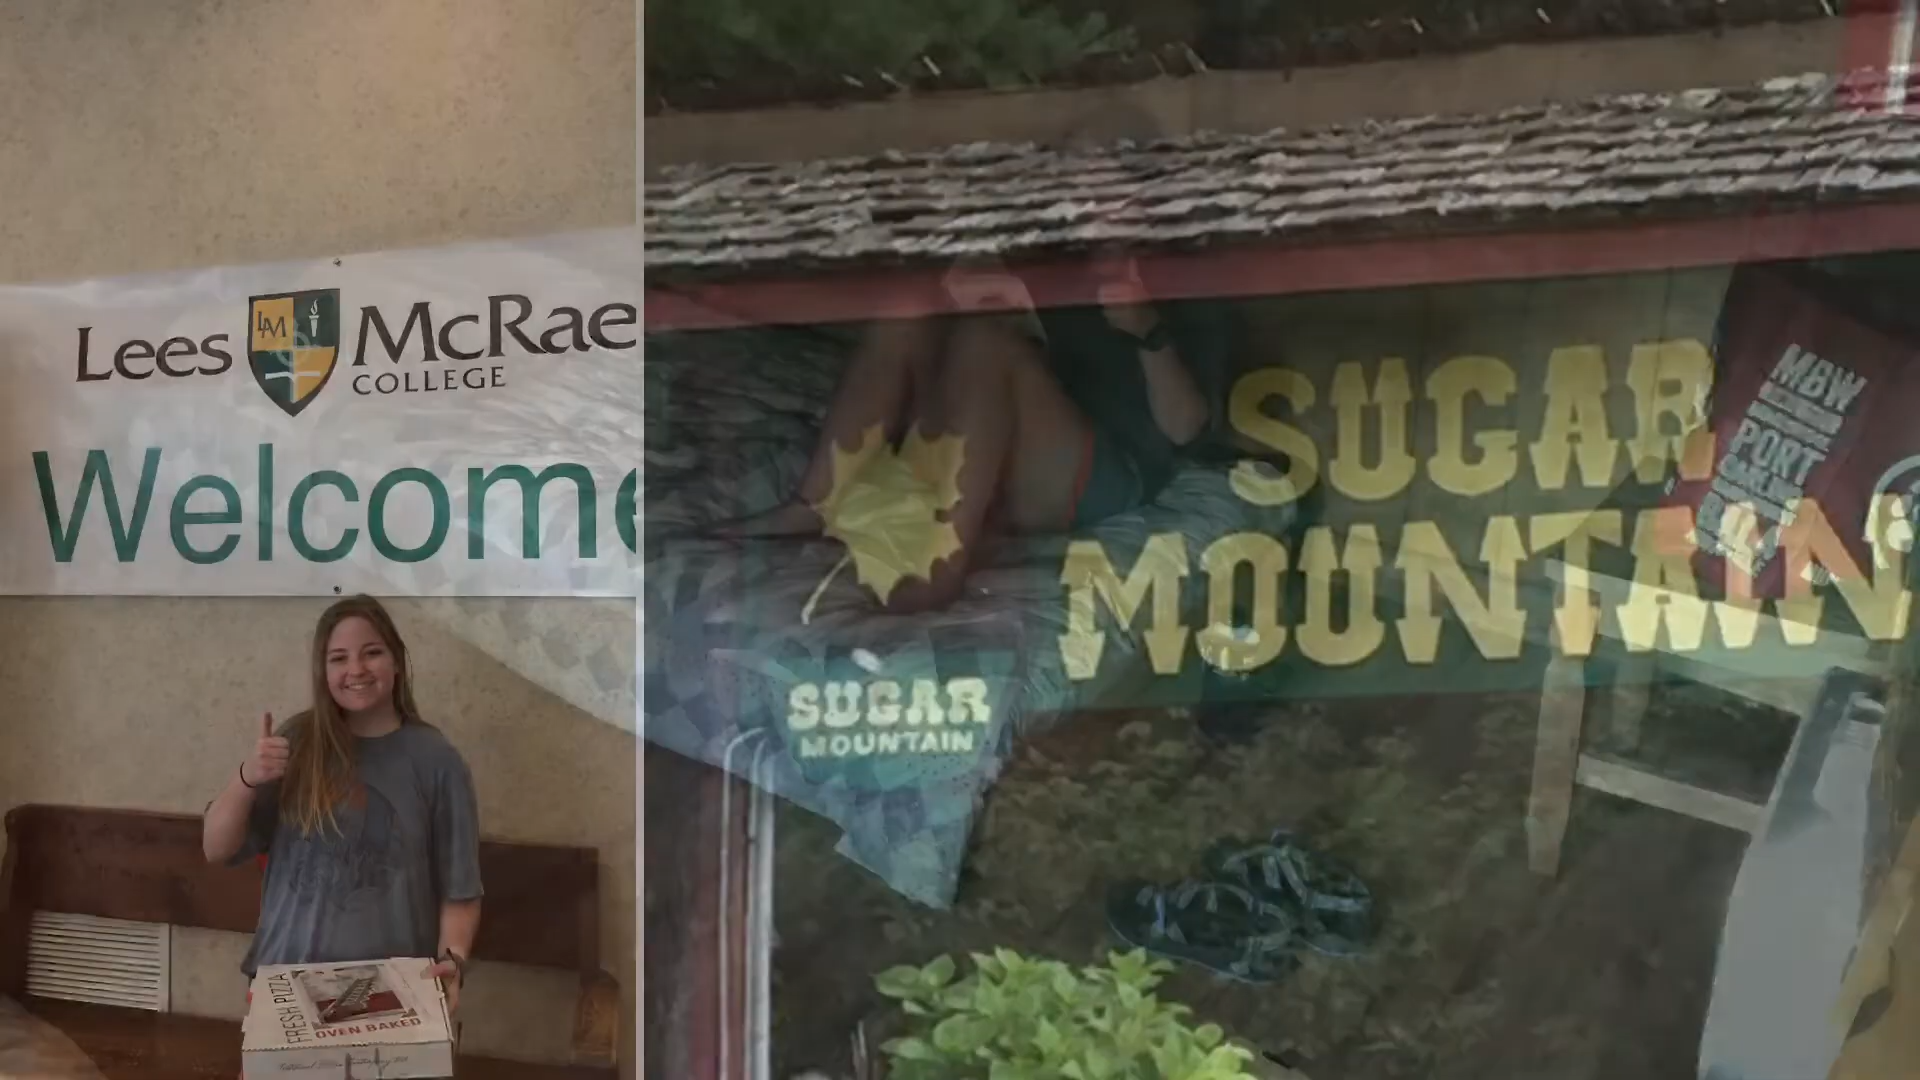 Lees McRae
LM
COLLEGE
Welcome
FRESH PIZZA
OVEN BAKED
SUGAR
MOUNTAIN
SUGAR
MOUNTAIN
MBW
PORT